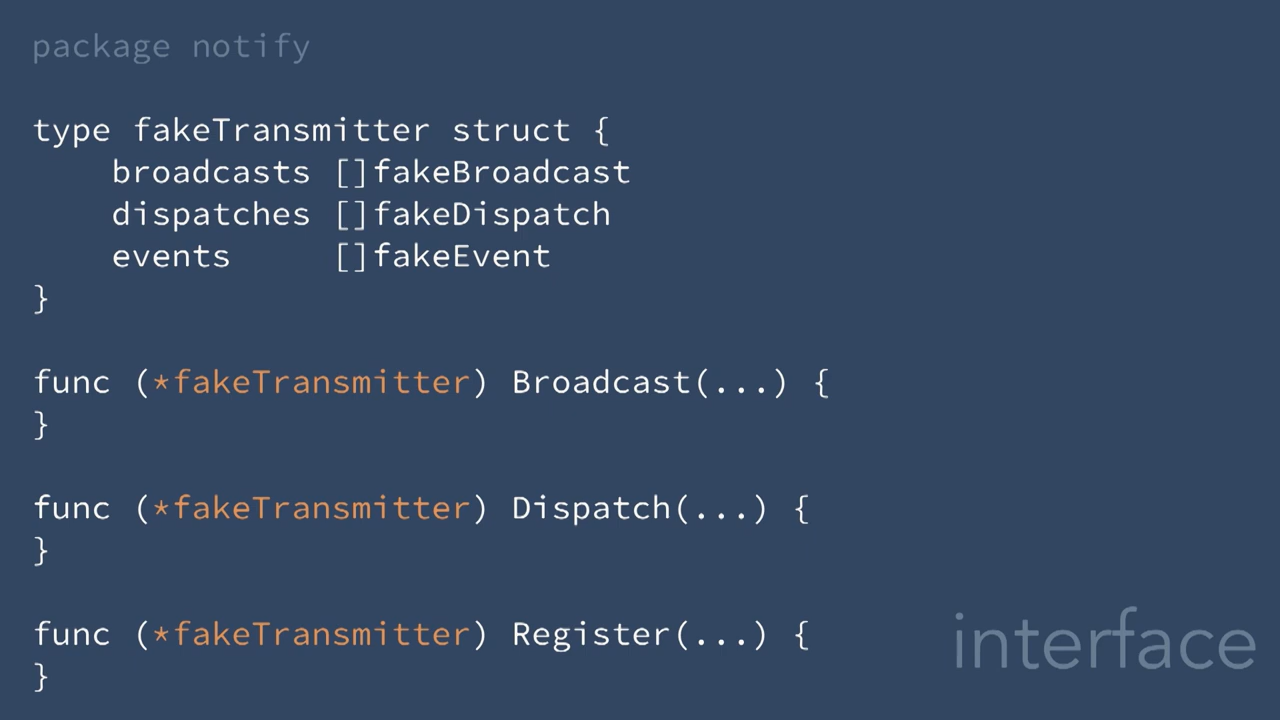 package notify
type fakeTransmitter struct {
    broadcasts []fakeBroadcast
    dispatches []fakeDispatch
    events     []fakeEvent
}
func (*fakeTransmitter) Broadcast(...) {
}
func (*fakeTransmitter) Dispatch(...) {
}
func (*fakeTransmitter) Register(...) {
}
interface